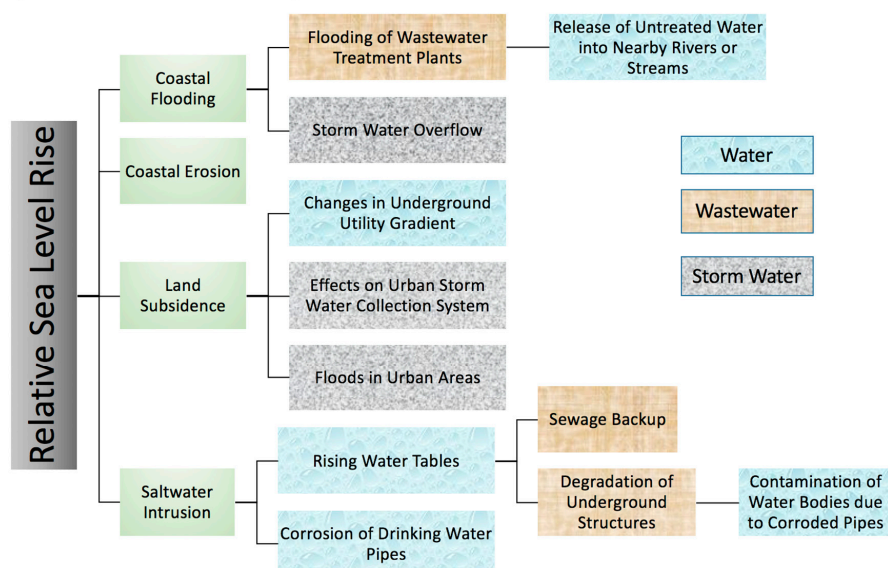 Relative Sea Level Rise
Coastal
Flooding
Flooding of Wastewater
Treatment Plants
Release of Untreated Water
into Nearby Rivers or
Streams
Storm Water Overflow
Coastal Erosion
Land
Subsidence
Changes in Underground
Utility Gradient
Effects on Urban Storm
Water Collection System
Floods in Urban Areas
Saltwater
Intrusion
Rising Water Tables
Sewage Backup
Degradation of
Underground
Structures
Contamination of
Water Bodies due
to Corroded Pipes
Corrosion of Drinking Water
Pipes
Water
Wastewater
Storm Water